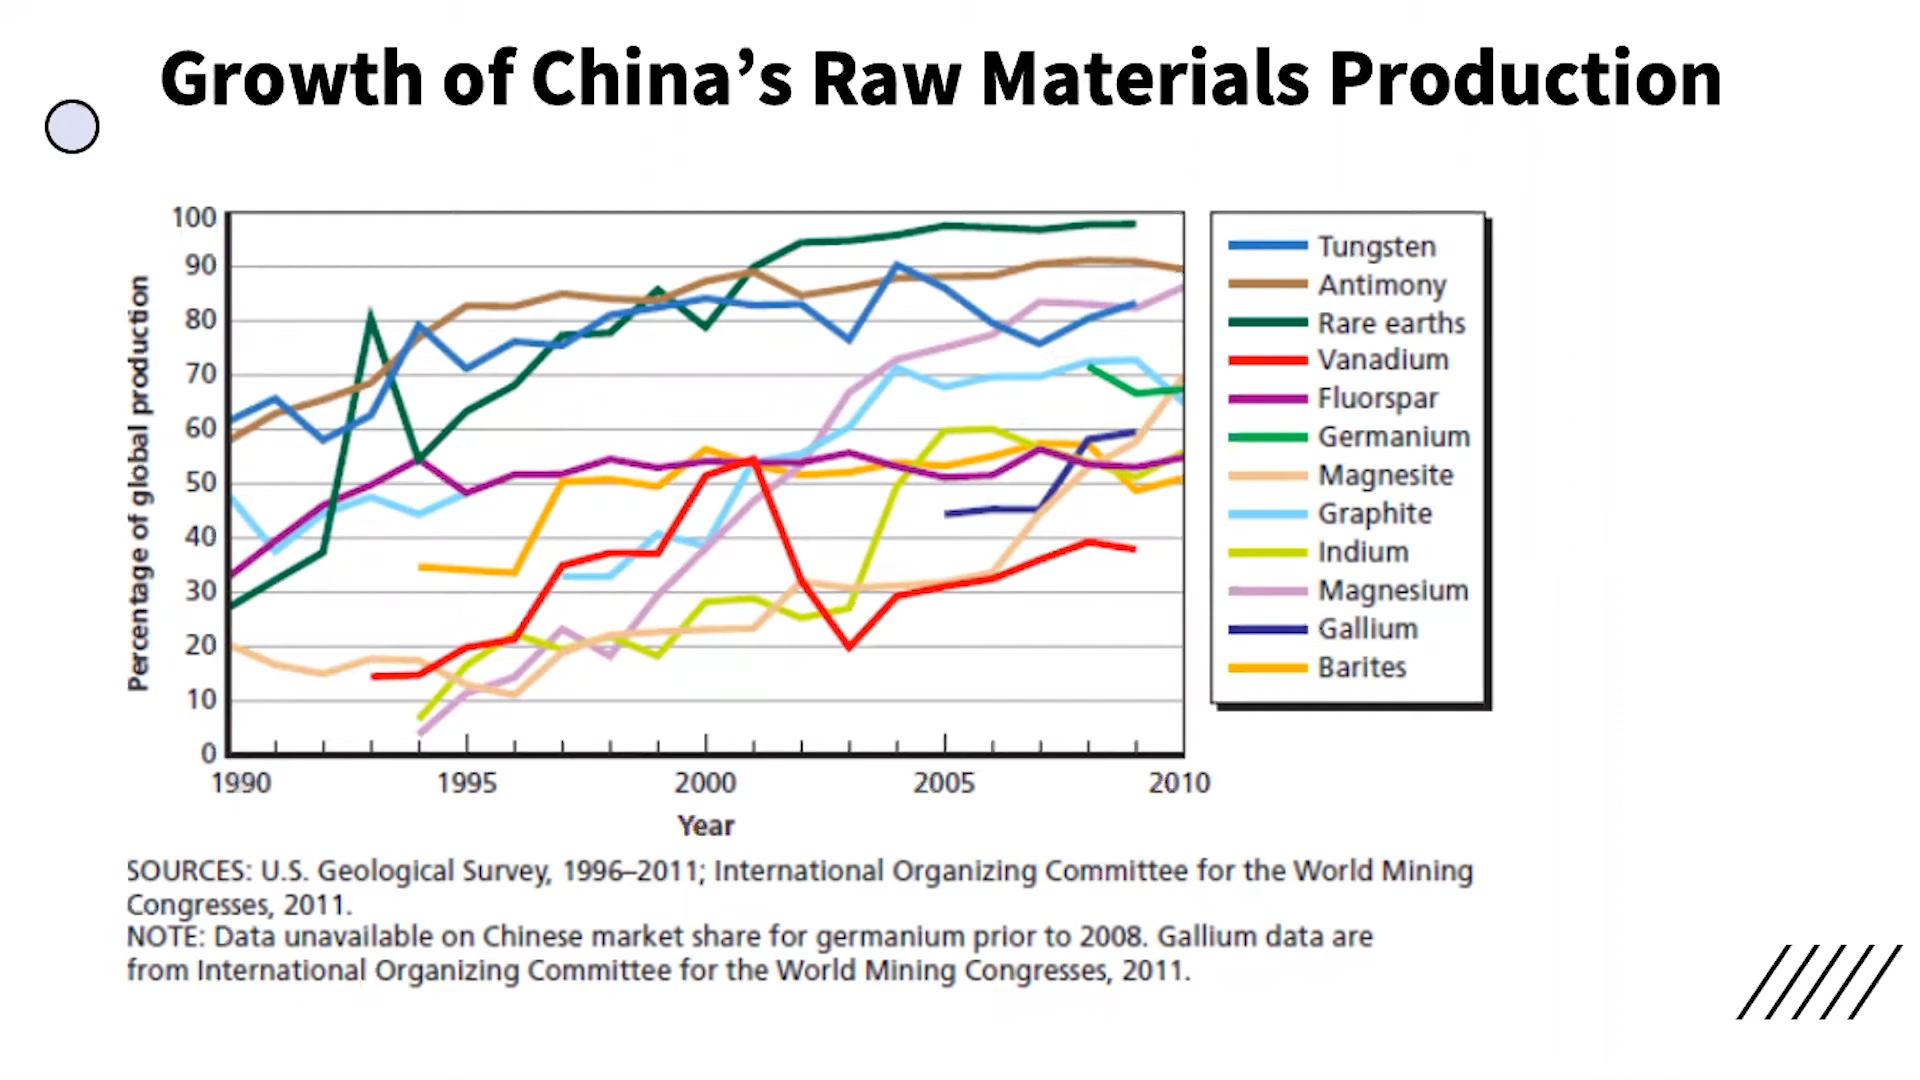 Growth of China’s Raw Materials Production
Percentage of global production
100
90
80
70
60
50
40
30
20
10
0
1990
1995
2000
2005
2010
Year
Tungsten
Antimony
Rare earths
Vanadium
Fluorspar
Germanium
Magnesite
Graphite
Indium
Magnesium
Gallium
Barites
SOURCES: U.S. Geological Survey, 1996–2011; International Organizing Committee for the World Mining
Congresses, 2011.
NOTE: Data unavailable on Chinese market share for germanium prior to 2008. Gallium data are
from International Organizing Committee for the World Mining Congresses, 2011.